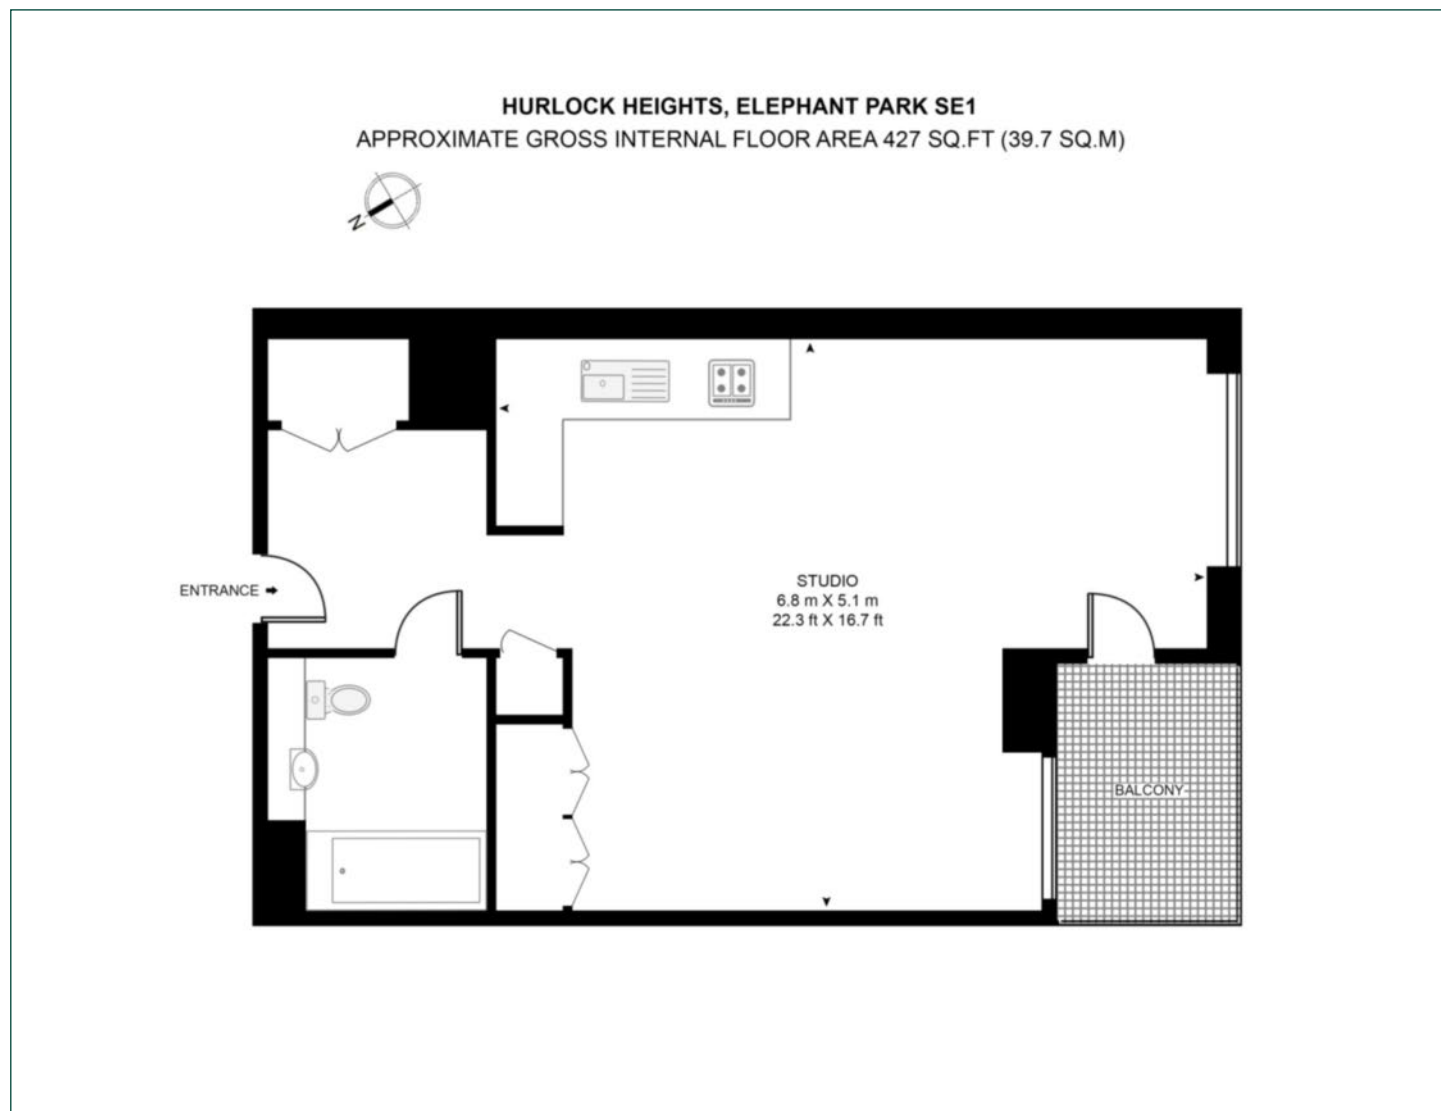 HURLOCK HEIGHTS, ELEPHANT PARK SE1
APPROXIMATE GROSS INTERNAL FLOOR AREA 427 SQ.FT (39.7 SQ.M)
N
ENTRANCE
STUDIO
6.8 m X 5.1 m
22.3 ft X 16.7 ft
BALCONY